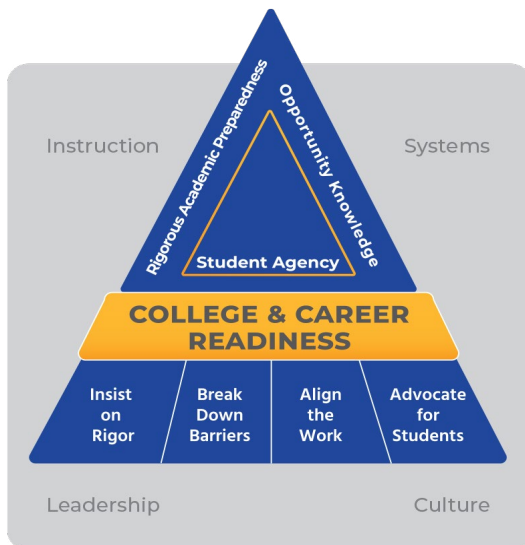 Instruction
Systems
Rigorous Academic Preparedness
Opportunity Knowledge
Student Agency
COLLEGE & CAREER
READINESS
Insist
on
Rigor
Break
Down
Barriers
Align
the
Work
Advocate
for
Students
Leadership
Culture